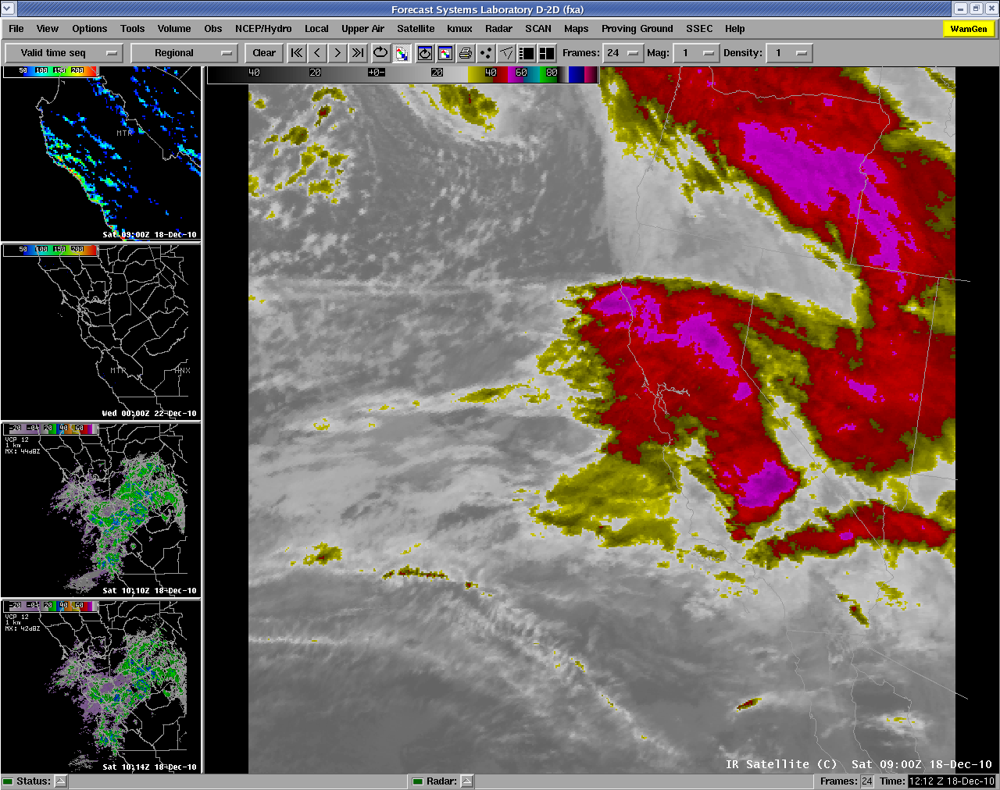 Forecast Systems Laboratory D-2D (fxa)
File View Options Tools Volume Obs NCEP/Hydro Local Upper Air Satellite kmux Radar SCAN Maps Proving Ground SSEC Help WarnGen
Valid time seq Regional Clear Frames: 24 Mag: 1 Density: 1
50 100 150 200
40 20 +0- 20 40 60 80
MTR
Sat 09:00Z 18-Dec-10
50 100 150 200
MTR HNX
Wed 00:00Z 22-Dec-10
-20 -0+ 20 40 60
VCP 12
1 km
MX: 44dBZ
Sat 10:10Z 18-Dec-10
-20 -0+ 20 40 60
VCP 12
1 km
MX: 42dBZ
Sat 10:14Z 18-Dec-10
IR Satellite (C) Sat 09:00Z 18-Dec-10
Status: Radar: Frames: 24 Time: 12:12 Z 18-Dec-10